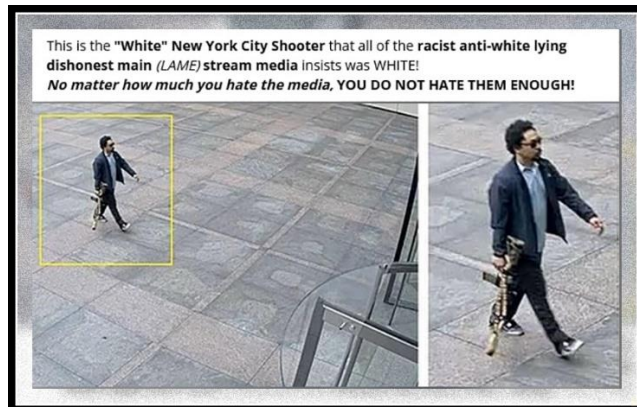 This is the "White" New York City Shooter that all of the racist anti-white lying
dishonest main (LAME) stream media insists was WHITE!
No matter how much you hate the media, YOU DO NOT HATE THEM ENOUGH!